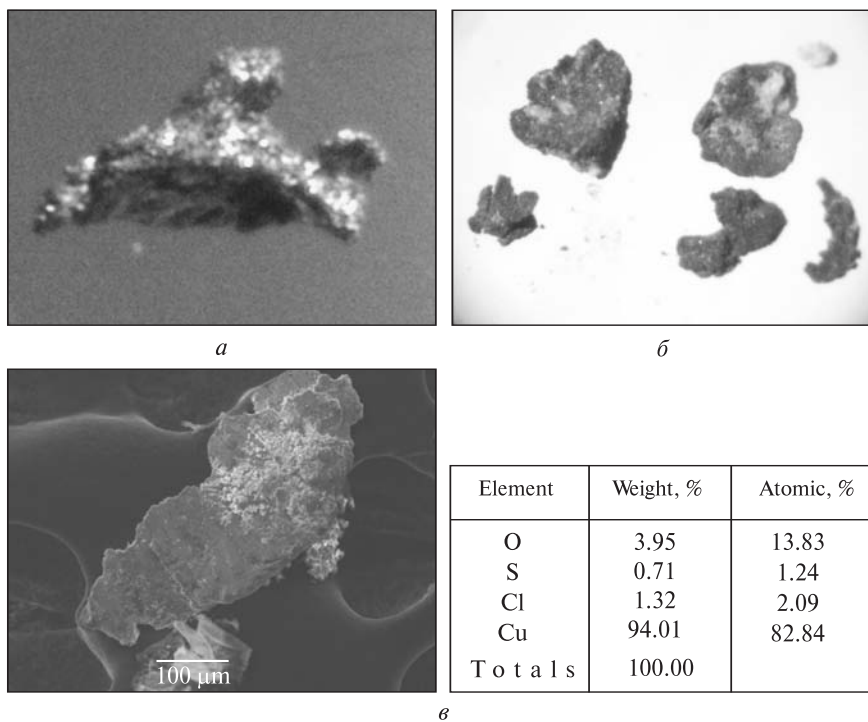 а
б
100 μm
Element Weight, % Atomic, %
O 3.95 13.83
S 0.71 1.24
Cl 1.32 2.09
Cu 94.01 82.84
Totals 100.00
в